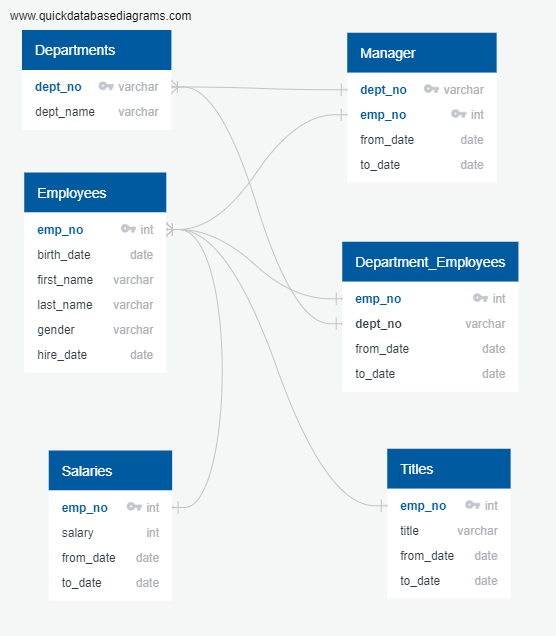 www.quickdatabasediagrams.com
Departments
dept_no varchar
dept_name varchar
Manager
dept_no varchar
emp_no int
from_date date
to_date date
Employees
emp_no int
birth_date date
first_name varchar
last_name varchar
gender varchar
hire_date date
Department_Employees
emp_no int
dept_no varchar
from_date date
to_date date
Salaries
emp_no int
salary int
from_date date
to_date date
Titles
emp_no int
title varchar
from_date date
to_date date